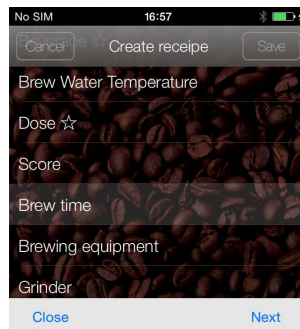 No SIM 16:57
Beverage ☆
Cancel Create receipe Save
Brew Water Temperature
Dose ☆
Score
Brew time
Brewing equipment
Grinder
Close Next